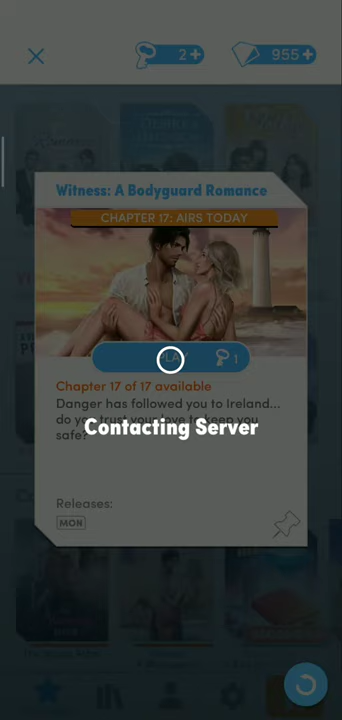 2+
955+
Witness: A Bodyguard Romance
CHAPTER 17: AIRS TODAY
PLAY
1
Chapter 17 of 17 available
Danger has followed you to Ireland...
do you trust your love to keep you
safe?
Contacting Server
Releases:
MON